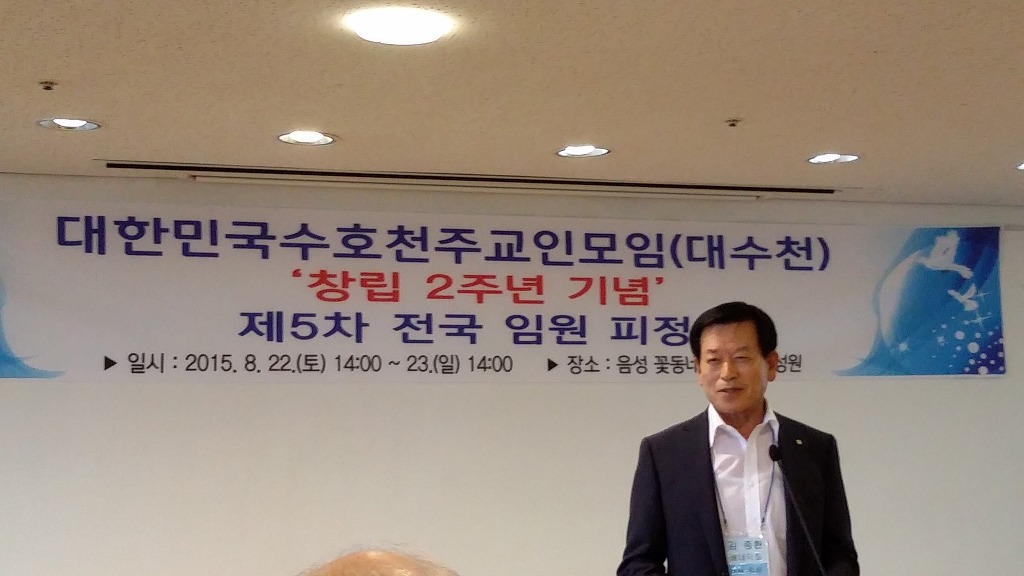 대한민국수호천주교인모임(대수천)
‘창립 2주년 기념’
제5차 전국 임원 피정
▶ 일시 : 2015. 8. 22.(토) 14:00 ~ 23.(일) 14:00 ▶ 장소 : 음성 꽃동네